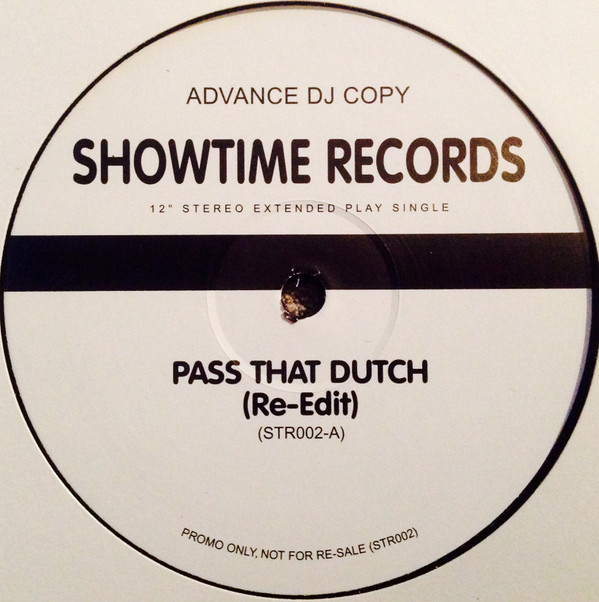 ADVANCE DJ COPY
SHOWTIME RECORDS
12" STEREO EXTENDED PLAY SINGLE
PASS THAT DUTCH
(Re-Edit)
(STR002-A)
PROMO ONLY, NOT FOR RE-SALE (STR002)